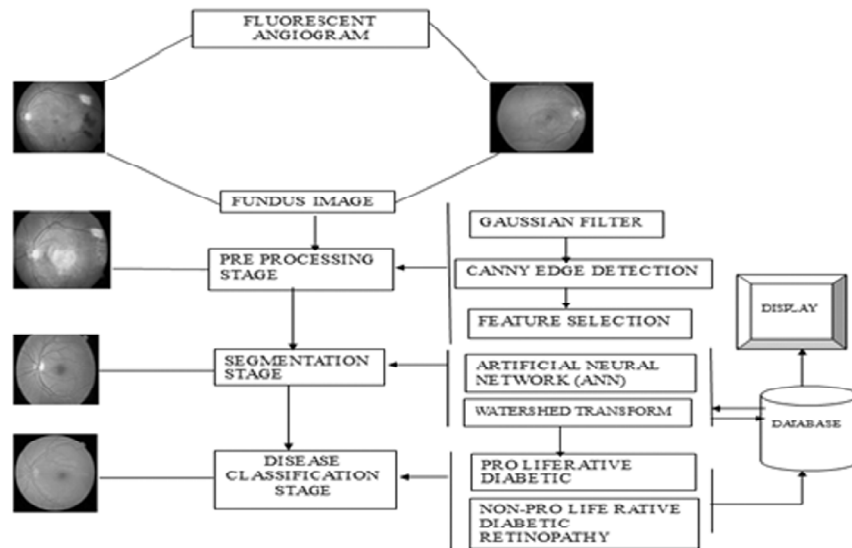 FLUORESCENT
ANGIOGRAM
FUNDUS IMAGE
GAUSSIAN FILTER
PRE PROCESSING
STAGE
CANNY EDGE DETECTION
FEATURE SELECTION
DISPLAY
SEGMENTATION
STAGE
ARTIFICIAL NEURAL
NETWORK (ANN)
WATERSHED TRANSFORM
DATABASE
DISEASE
CLASSIFICATION
STAGE
PRO LIFERATIVE
DIABETIC
NON-PRO LIFE RATIVE
DIABETIC
RETINOPATHY